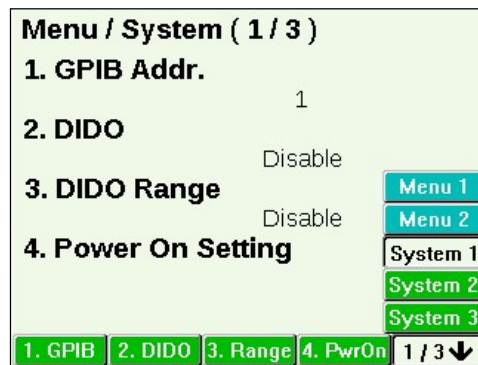 Menu / System ( 1 / 3 )
1. GPIB Addr.
1
2. DIDO
Disable
3. DIDO Range
Disable
4. Power On Setting
Menu 1
Menu 2
System 1
System 2
System 3
1. GPIB 2. DIDO 3. Range 4. PwrOn 1 / 3